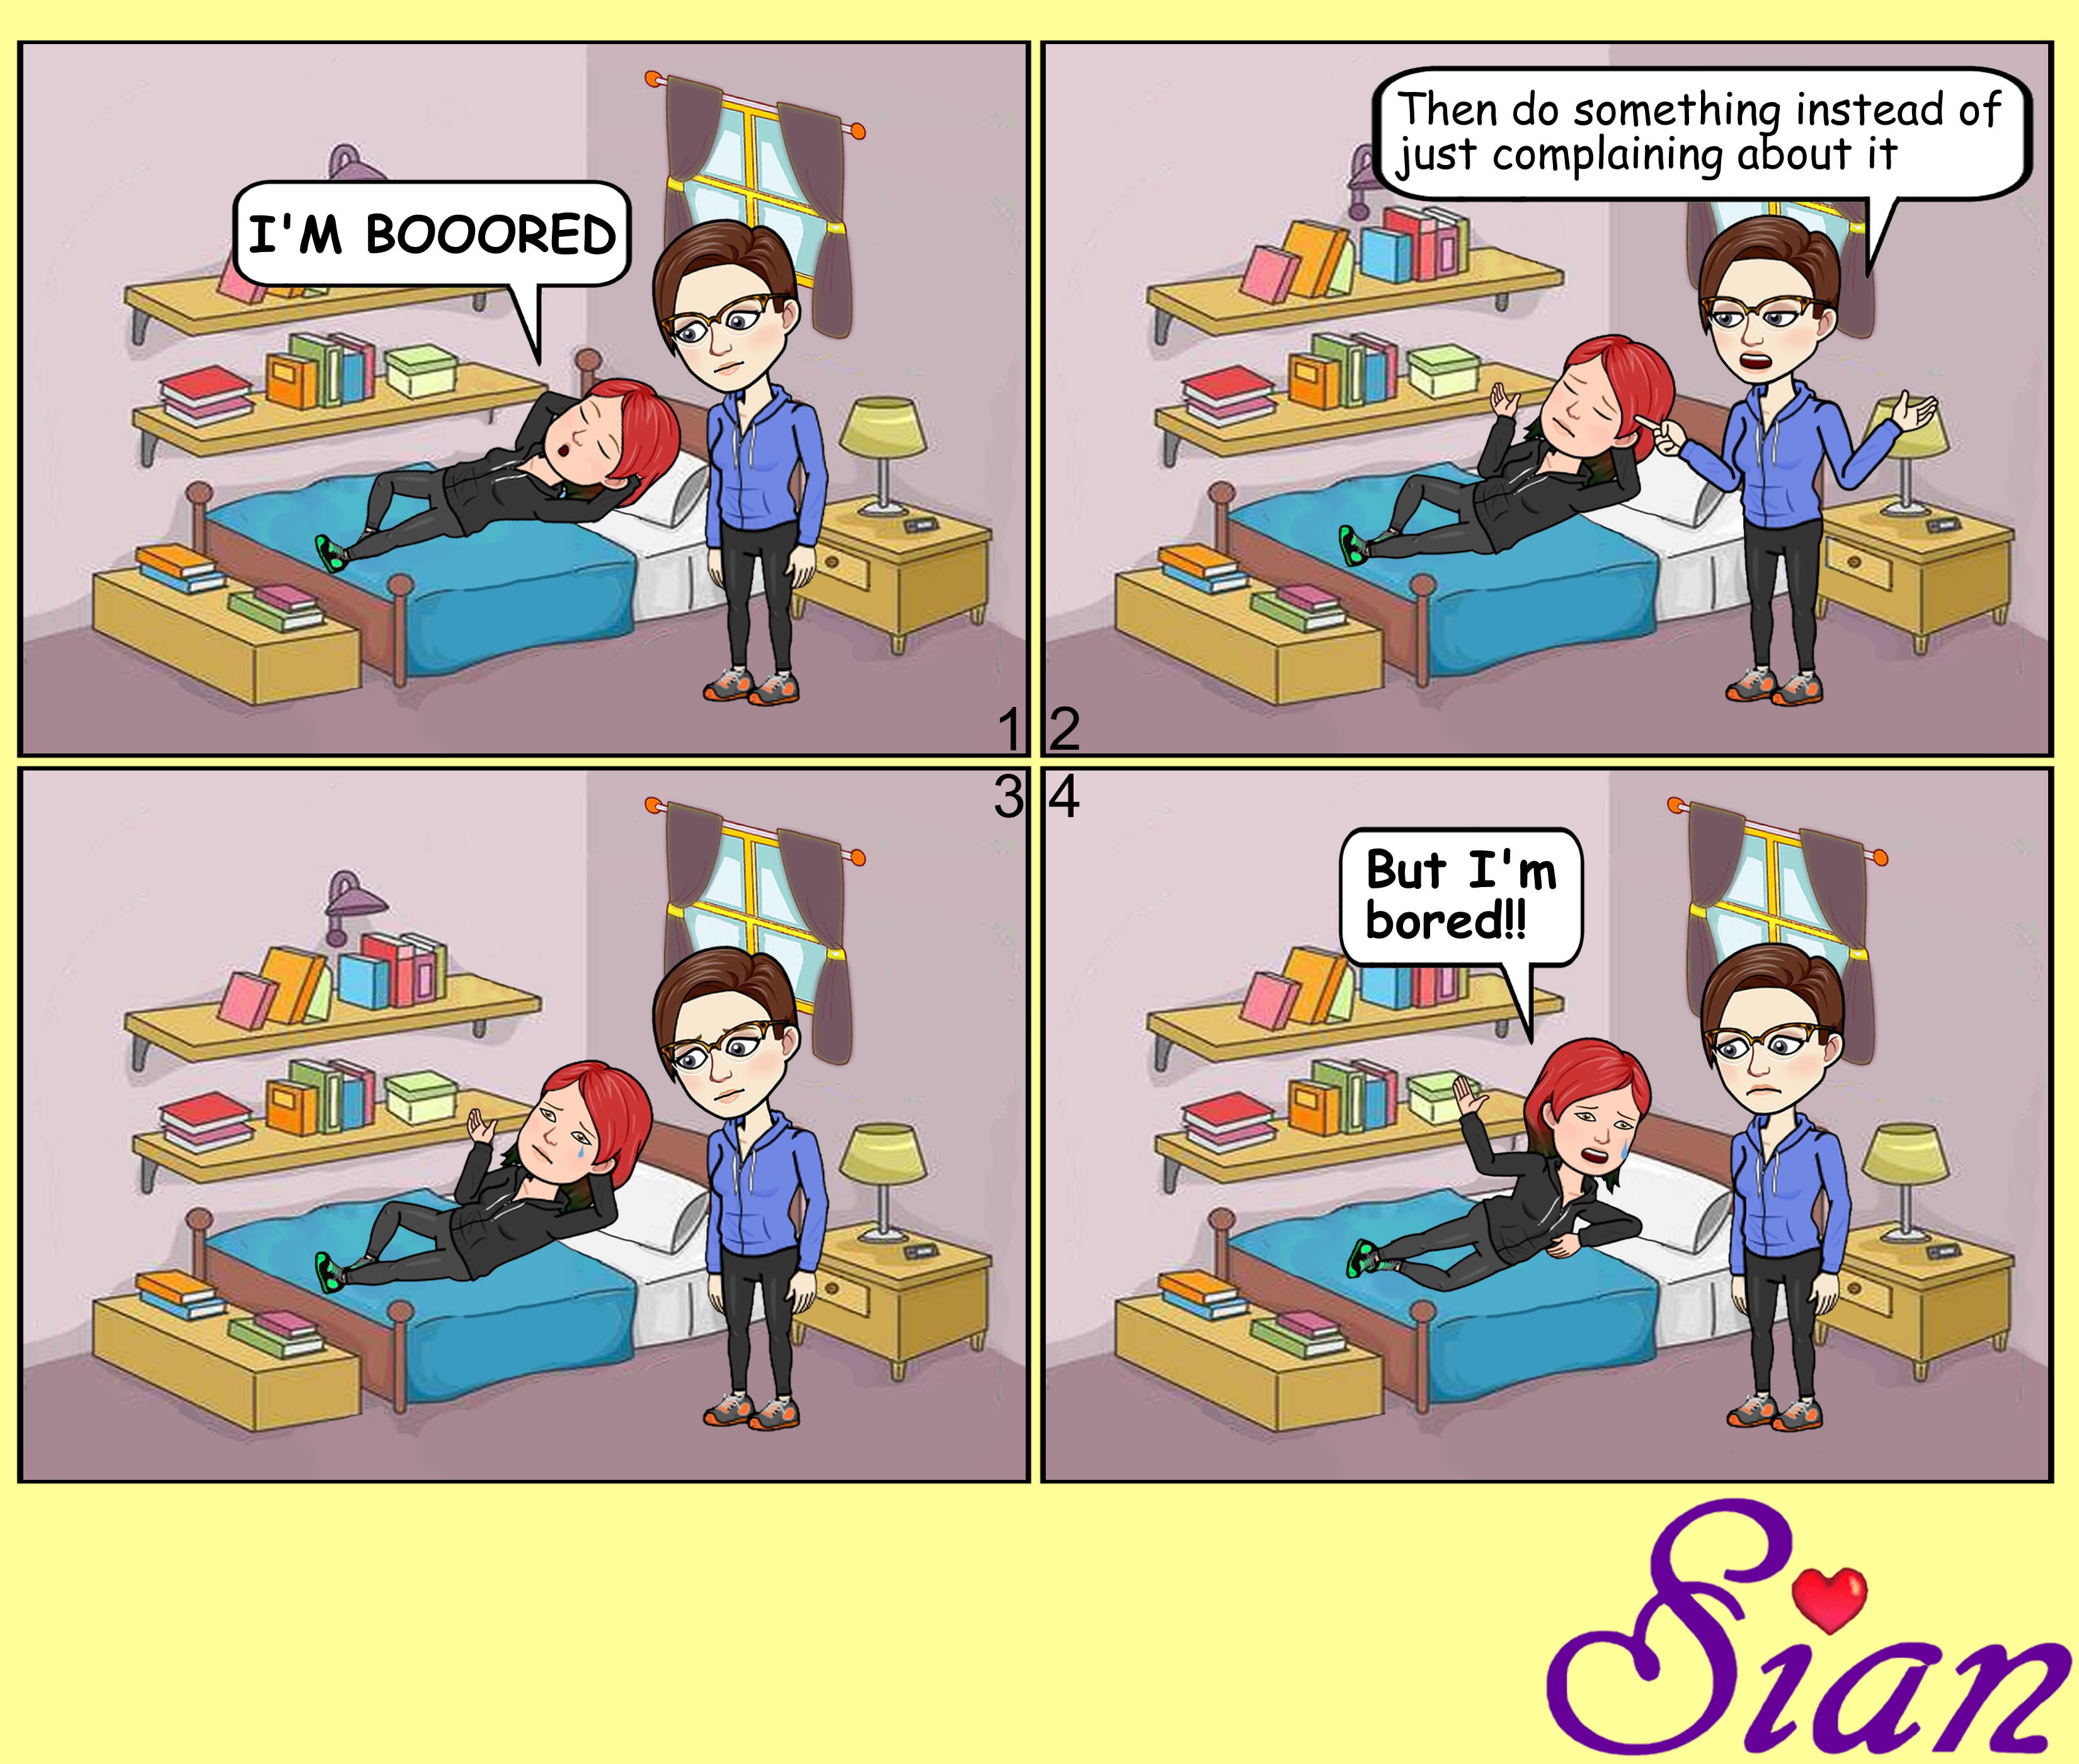 I'M BOOORED
1
Then do something instead of
just complaining about it
2
3
But I'm
bored!!
4
Sian